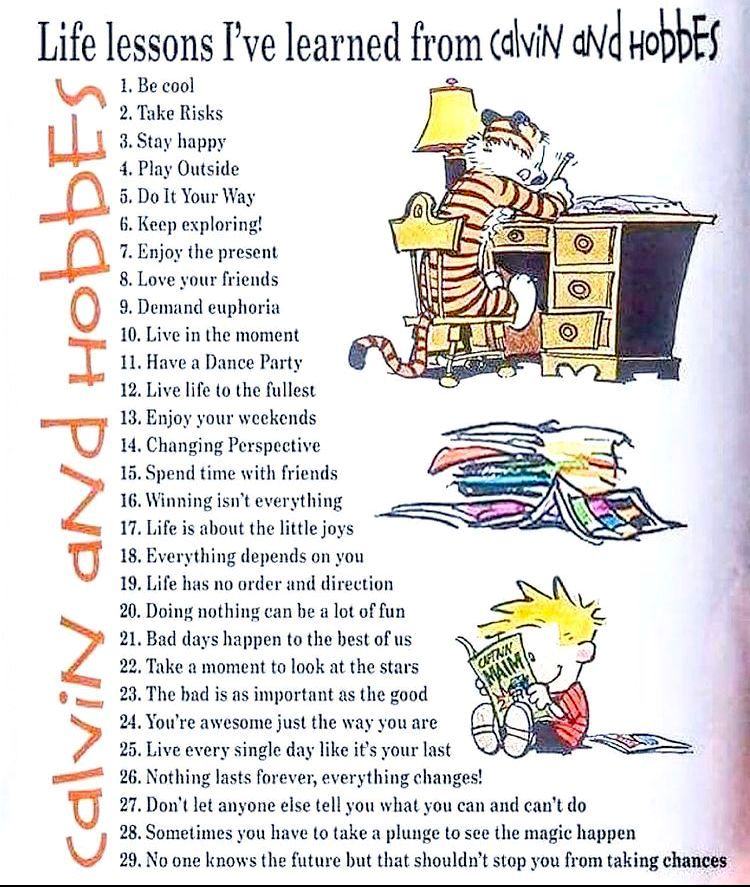 Life lessons I've learned from Calvin and Hobbes
Calvin and Hobbes
1. Be cool
2. Take Risks
3. Stay happy
4. Play Outside
5. Do It Your Way
6. Keep exploring!
7. Enjoy the present
8. Love your friends
9. Demand euphoria
10. Live in the moment
11. Have a Dance Party
12. Live life to the fullest
13. Enjoy your weekends
14. Changing Perspective
15. Spend time with friends
16. Winning isn't everything
17. Life is about the little joys
18. Everything depends on you
19. Life has no order and direction
20. Doing nothing can be a lot of fun
21. Bad days happen to the best of us
22. Take a moment to look at the stars
23. The bad is as important as the good
24. You're awesome just the way you are
25. Live every single day like it's your last
26. Nothing lasts forever, everything changes!
27. Don't let anyone else tell you what you can and can't do
28. Sometimes you have to take a plunge to see the magic happen
29. No one knows the future but that shouldn't stop you from taking chances
CAPTAIN
MAIM